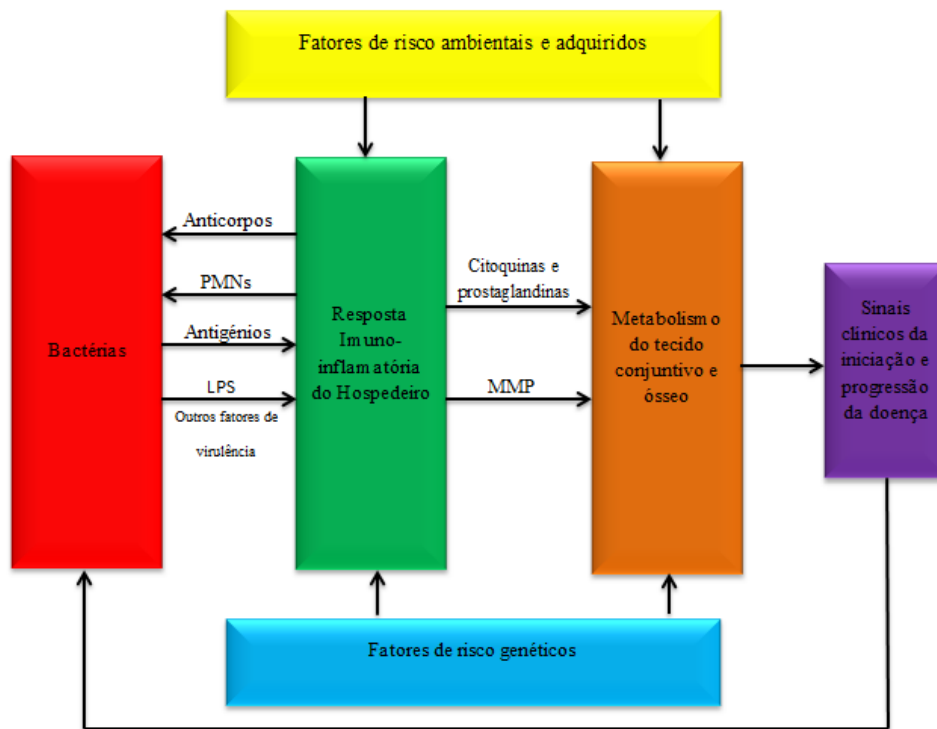 Fatores de risco ambientais e adquiridos
Bactérias
Anticorpos
PMNs
Antigénios
LPS
Outros fatores de
virulência
Resposta
Imuno-
inflamatória
do Hospedeiro
Citoquinas e
prostaglandinas
MMP
Metabolismo
do tecido
conjuntivo e
ósseo
Sinais
clínicos da
iniciação e
progressão
da doença
Fatores de risco genéticos